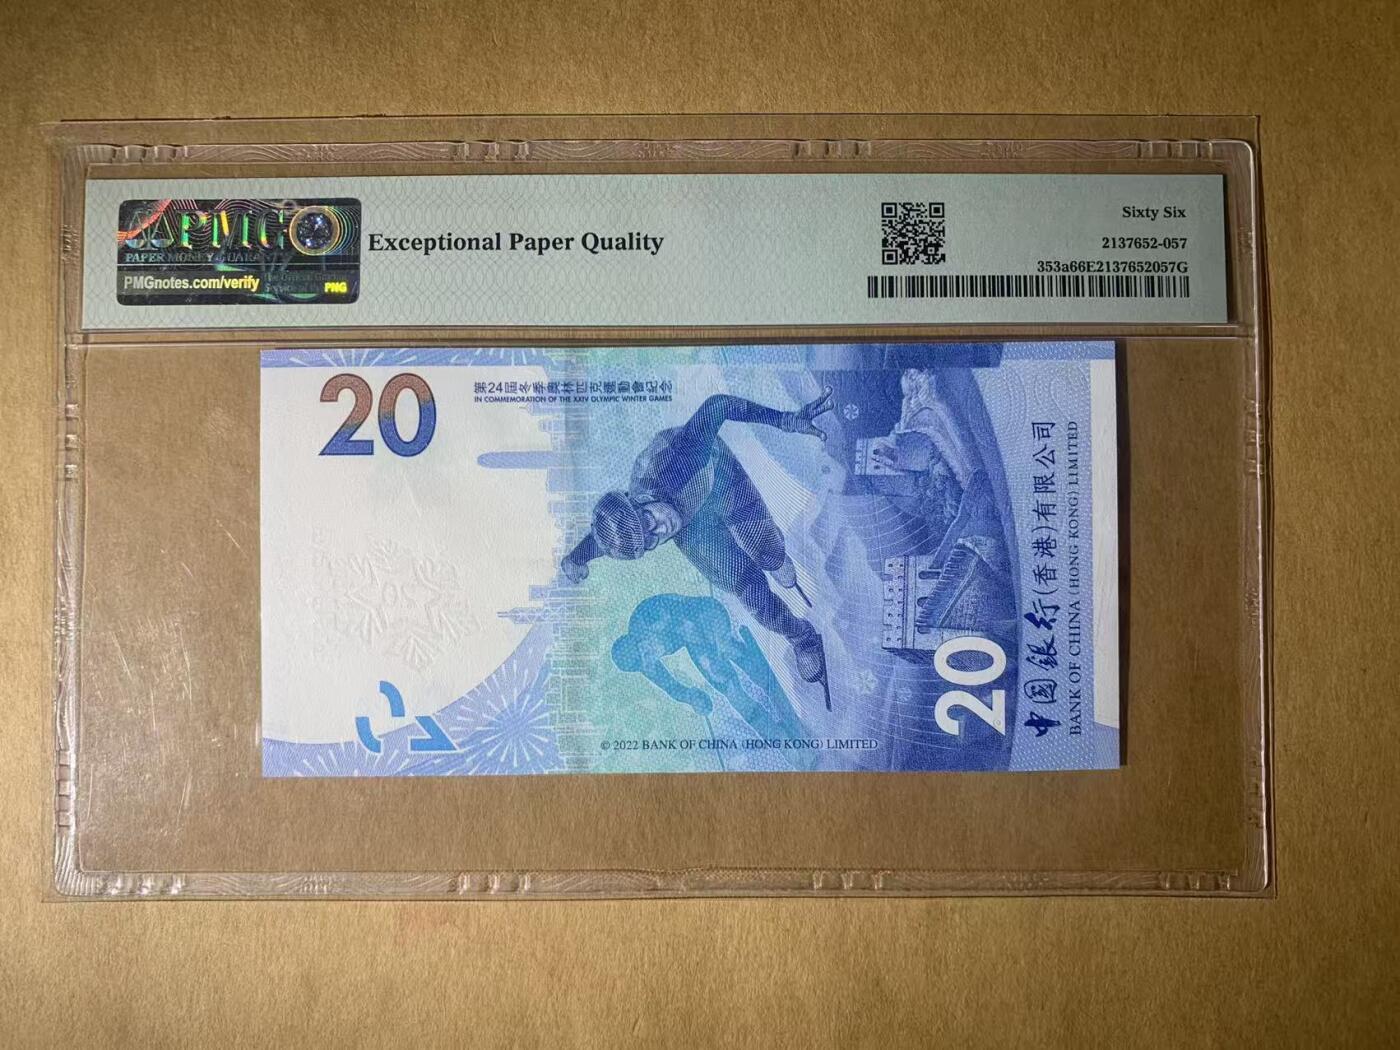 PMG
PAPER MONEY GUARANTY
PMGnotes.com/verify
PNG
Exceptional Paper Quality
Sixty Six
2137652-057
353a66E2137652057G
20
第24屆冬季奧林匹克運動會紀念
IN COMMEMORATION OF THE XXIV OLYMPIC WINTER GAMES
中國銀行(香港)有限公司
BANK OF CHINA (HONG KONG) LIMITED
20
© 2022 BANK OF CHINA (HONG KONG) LIMITED